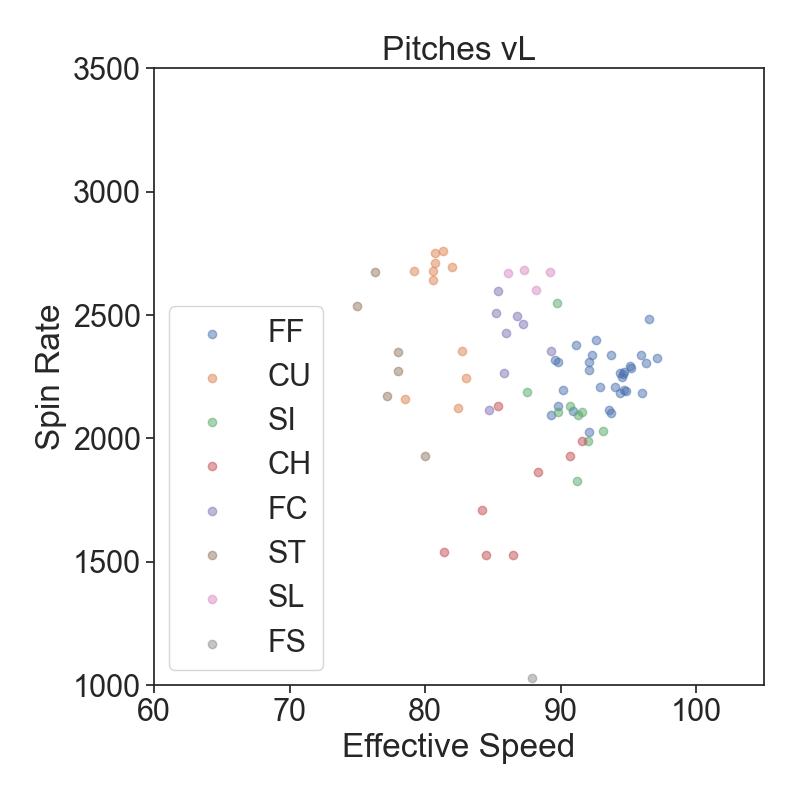 Pitches vL
3500
3000
2500
2000
1500
1000
Spin Rate
FF
CU
SI
CH
FC
ST
SL
FS
60 70 80 90 100
Effective Speed